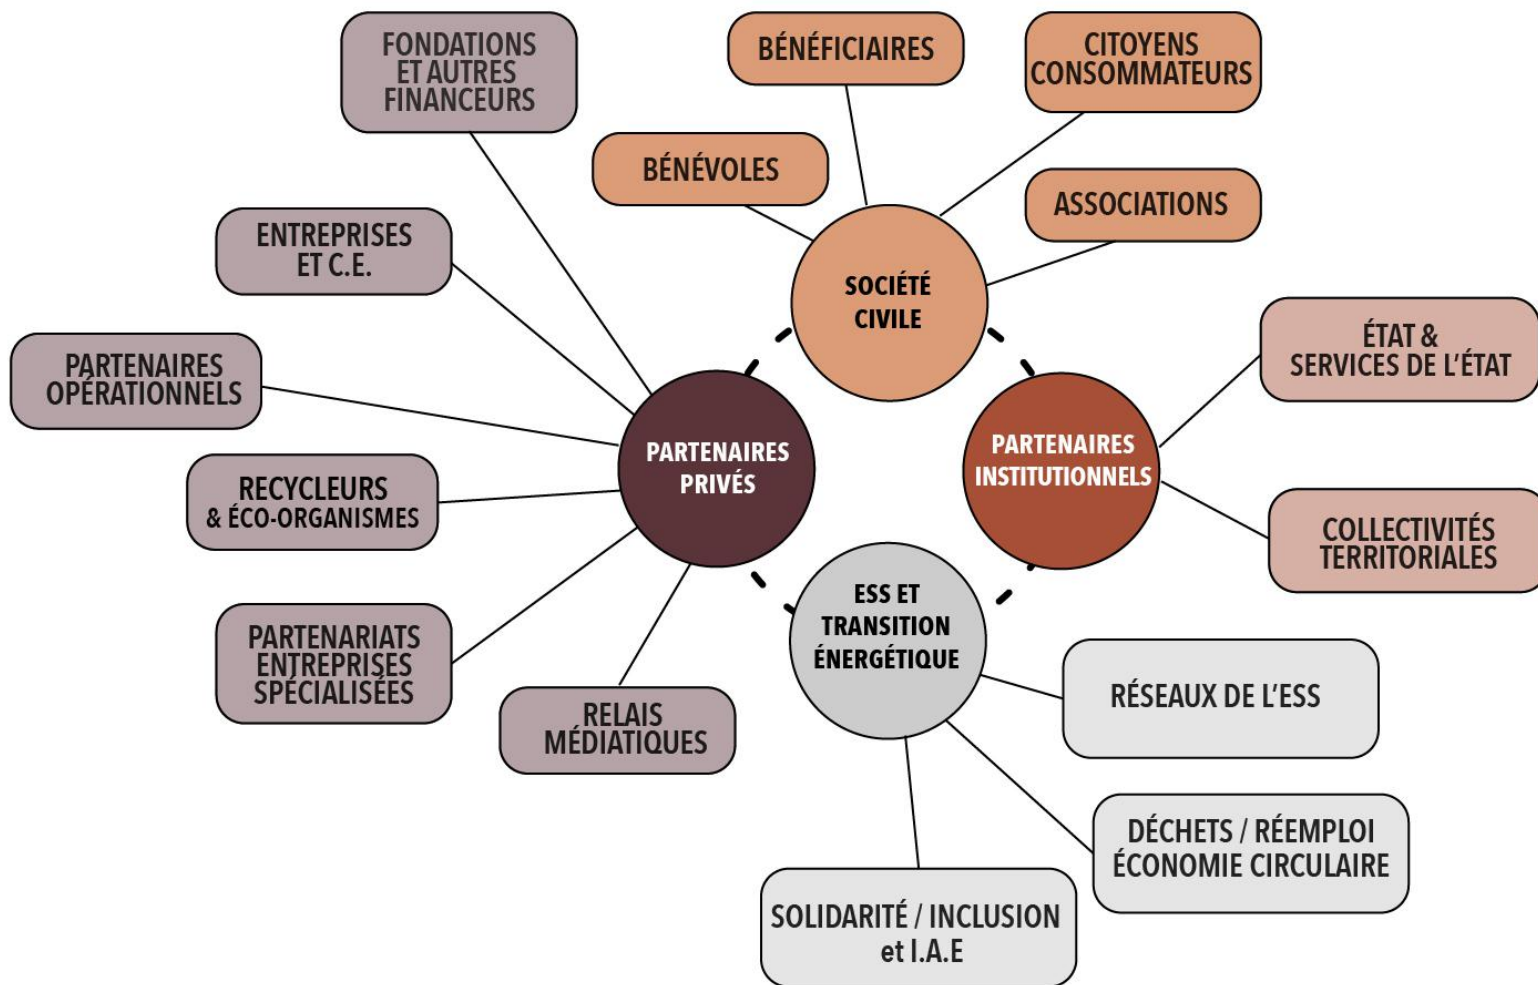 FONDATIONS
ET AUTRES
FINANCEURS
BÉNÉFICIAIRES
CITOYENS
CONSOMMATEURS
BÉNÉVOLES
ASSOCIATIONS
ENTREPRISES
ET C.E.
SOCIÉTÉ
CIVILE
PARTENAIRES
OPÉRATIONNELS
ÉTAT &
SERVICES DE L'ÉTAT
PARTENAIRES
PRIVÉS
PARTENAIRES
INSTITUTIONNELS
RECYCLEURS
& ÉCO-ORGANISMES
COLLECTIVITÉS
TERRITORIALES
ESS ET
TRANSITION
ÉNERGÉTIQUE
PARTENARIATS
ENTREPRISES
SPÉCIALISÉES
RELAIS
MÉDIATIQUES
RÉSEAUX DE L'ESS
DÉCHETS / RÉEMPLOI
ÉCONOMIE CIRCULAIRE
SOLIDARITÉ / INCLUSION
et I.A.E